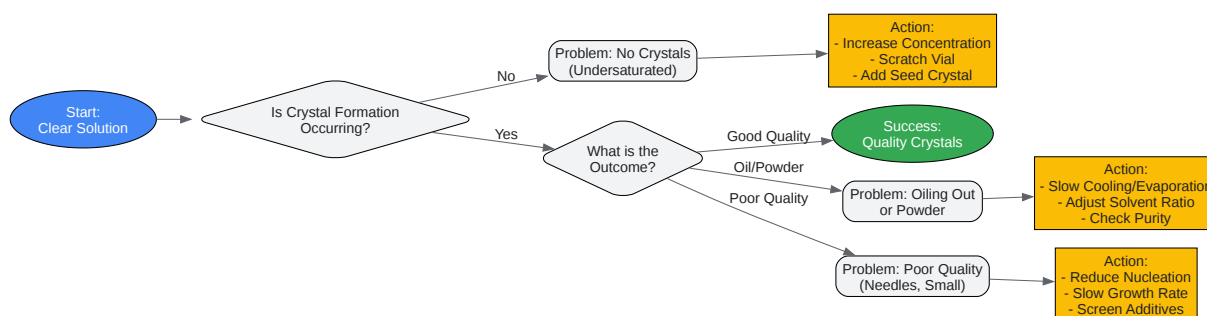 Start:
Clear Solution
Is Crystal Formation
Occurring?
No
Problem: No Crystals
(Undersaturated)
Action:
- Increase Concentration
- Scratch Vial
- Add Seed Crystal
Yes
What is the
Outcome?
Good Quality
Success:
Quality Crystals
Oil/Powder
Problem: Oiling Out
or Powder
Action:
- Slow Cooling/Evaporation
- Adjust Solvent Ratio
- Check Purity
Poor Quality
Problem: Poor Quality
(Needles, Small)
Action:
- Reduce Nucleation
- Slow Growth Rate
- Screen Additives